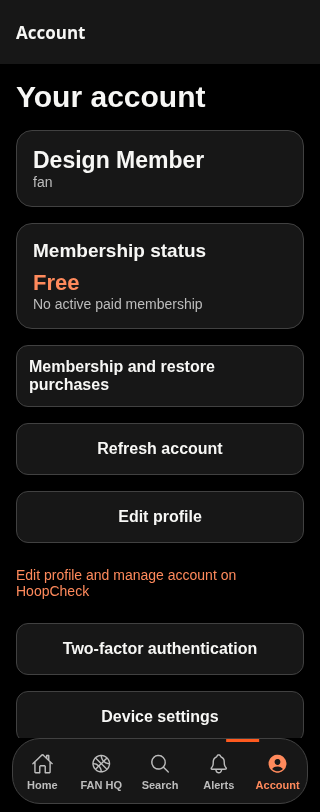 Account
Your account
Design Member
fan
Membership status
Free
No active paid membership
Membership and restore
purchases
Refresh account
Edit profile
Edit profile and manage account on
HoopCheck
Two-factor authentication
Device settings
Home
FAN HQ
Search
Alerts
Account